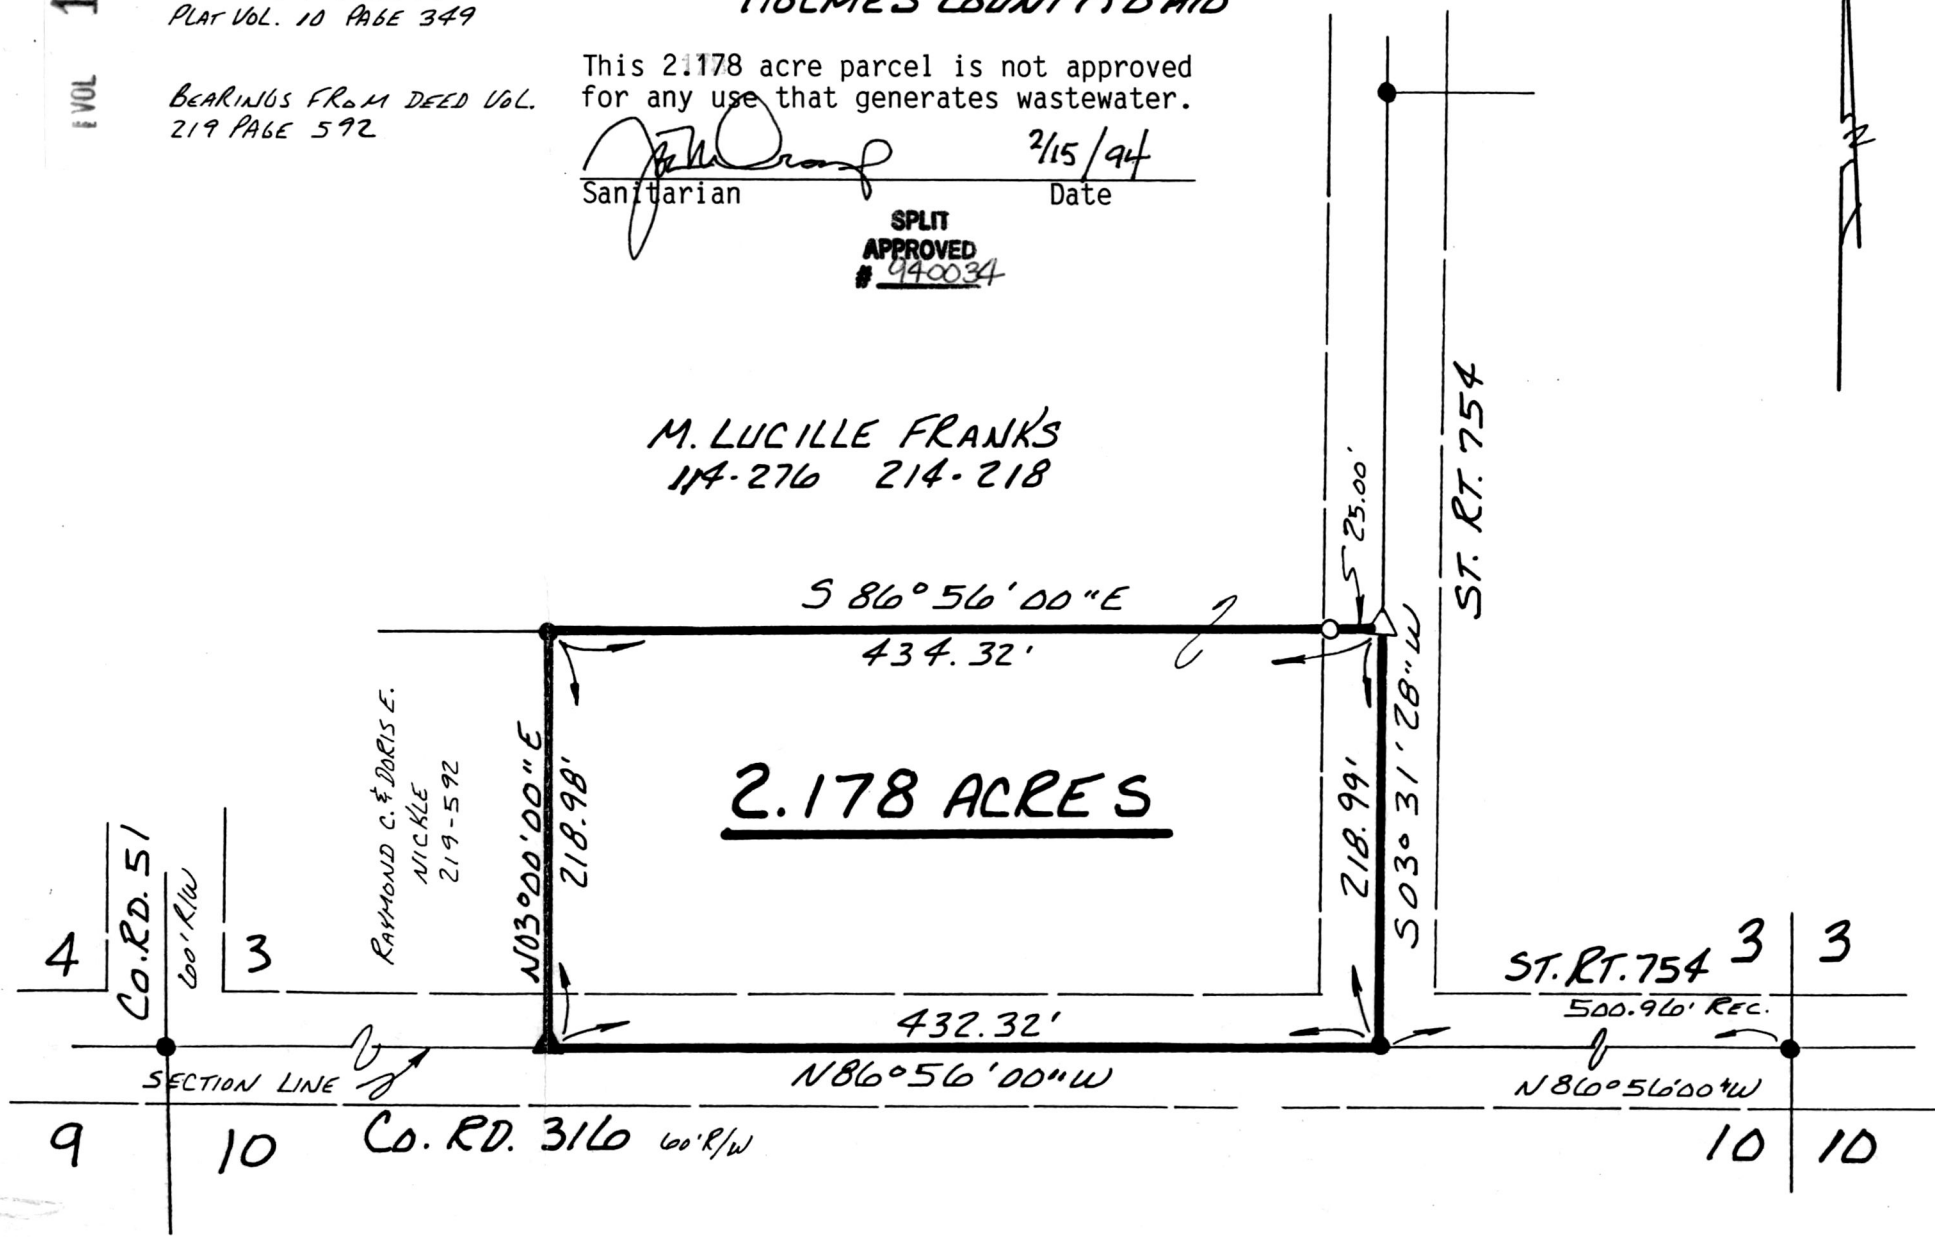 PLAT VOL. 10 PAGE 349
HOLMES COUNTY, OHIO
VOL
BEARINGS FROM DEED VOL.
219 PAGE 592
This 2.178 acre parcel is not approved
for any use that generates wastewater.
2/15/94
Sanitarian Date
SPLIT
APPROVED
# 940034
N
M. LUCILLE FRANKS
114-276 214-218
25.00'
ST. RT. 754
S 86°56'00"E
434.32'
S03°31'28"W
218.99'
N03°00'00"E
218.98'
2.178 ACRES
RAYMOND C. & DORIS E.
NICKLE
219-592
CO. RD. 51
60' R/W
4 3
432.32'
N86°56'00"W
ST. RT. 754 3 3
500.96' REC.
N86°56'00"W
SECTION LINE
9 10
CO. RD. 316 60' R/W
10 10